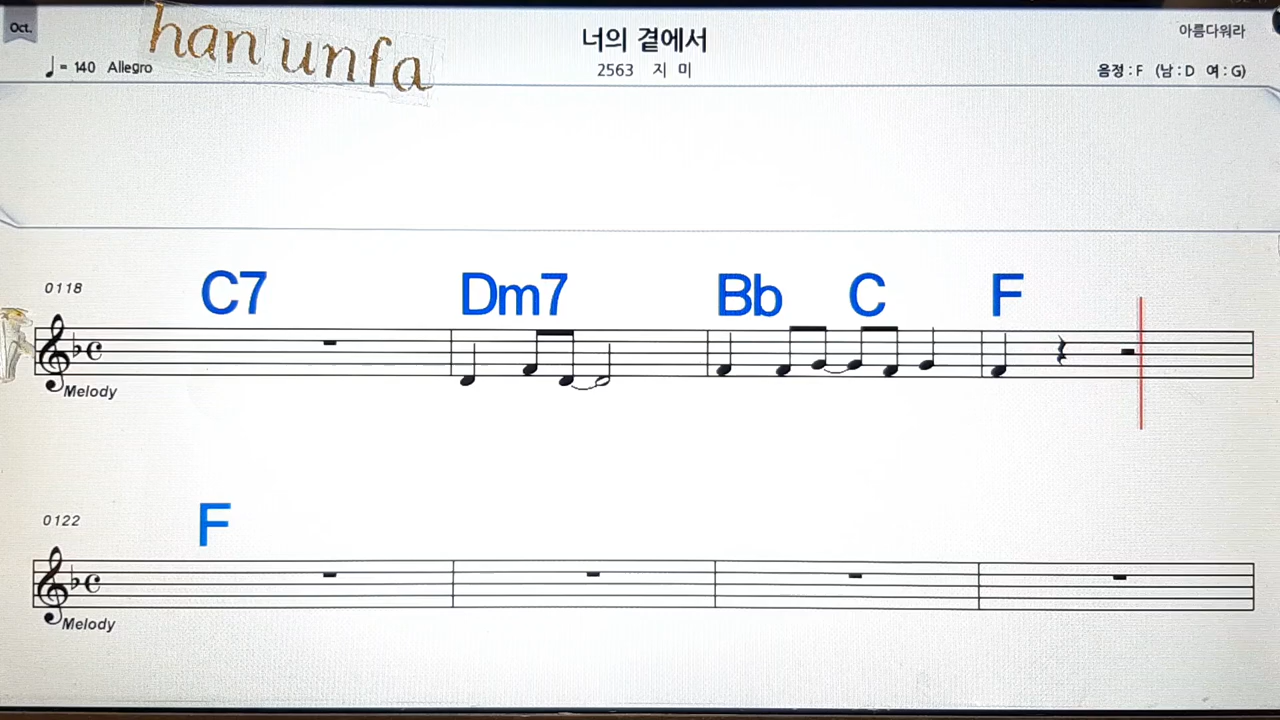 Oct.
han unfa
너의 곁에서
아름다워라
♩= 140 Allegro
2563 지 미
음정 : F (남 : D 여 : G)
0118
C7 Dm7 Bb C F
Melody
0122
F
Melody